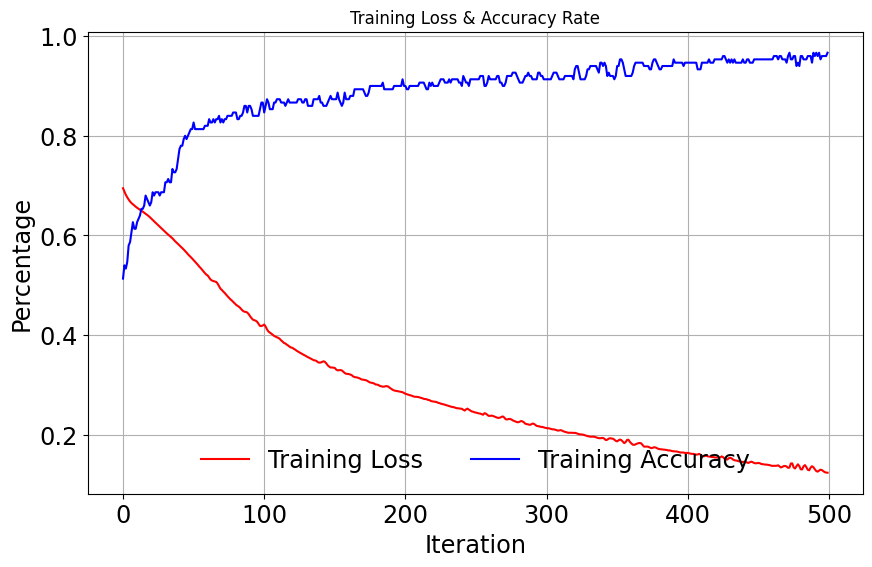 Training Loss & Accuracy Rate
1.0
0.8
0.6
0.4
0.2
Percentage
Training Loss Training Accuracy
0 100 200 300 400 500
Iteration